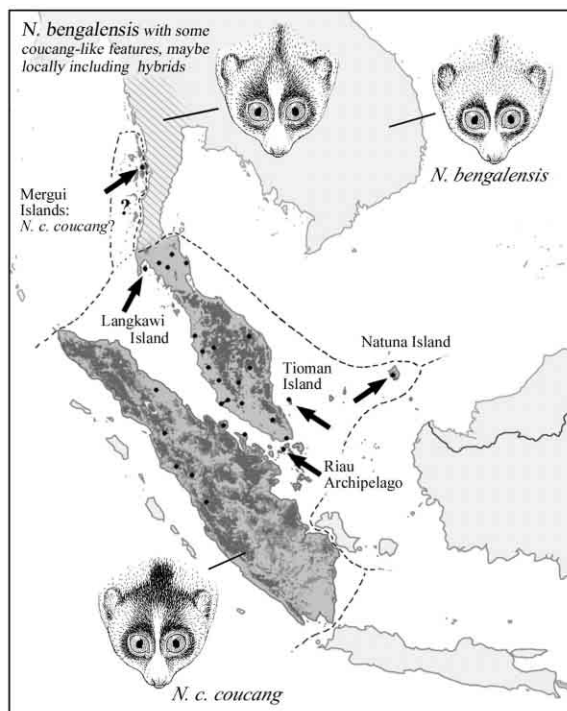 N. bengalensis with some
coucang-like features, maybe
locally including hybrids
N. bengalensis
Mergui
Islands:
N. c. coucang?
?
Langkawi
Island
Natuna Island
Tioman
Island
Riau
Archipelago
N. c. coucang